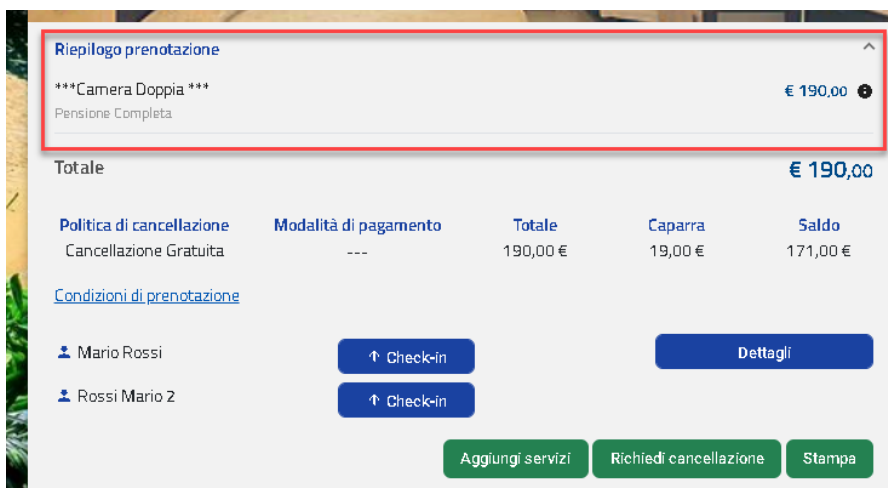 Riepilogo prenotazione
***Camera Doppia *** € 190,00
Pensione Completa
Totale € 190,00
Politica di cancellazione Modalità di pagamento Totale Caparra Saldo
Cancellazione Gratuita --- 190,00 € 19,00 € 171,00 €
Condizioni di prenotazione
Mario Rossi ↑ Check-in Dettagli
Rossi Mario 2 ↑ Check-in
Aggiungi servizi Richiedi cancellazione Stampa